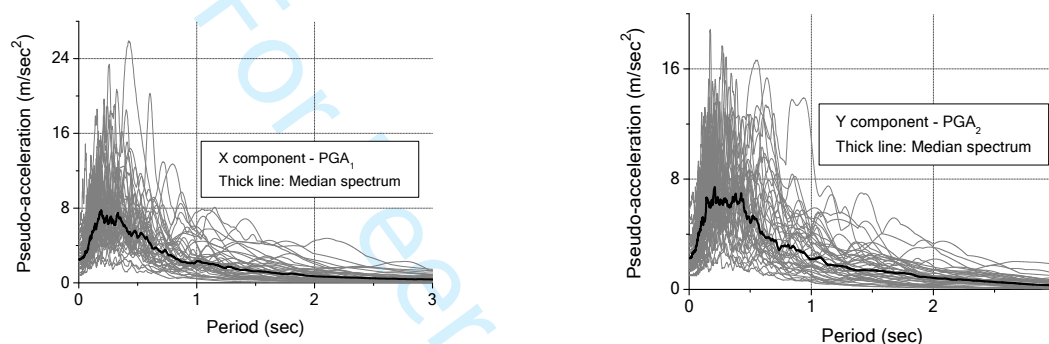 Pseudo-acceleration (m/sec²)
24
16
8
0
X component - PGA₁
Thick line: Median spectrum
0 1 2 3
Period (sec)
Pseudo-acceleration (m/sec²)
16
8
0
Y component - PGA₂
Thick line: Median spectrum
0 1 2
Period (sec)